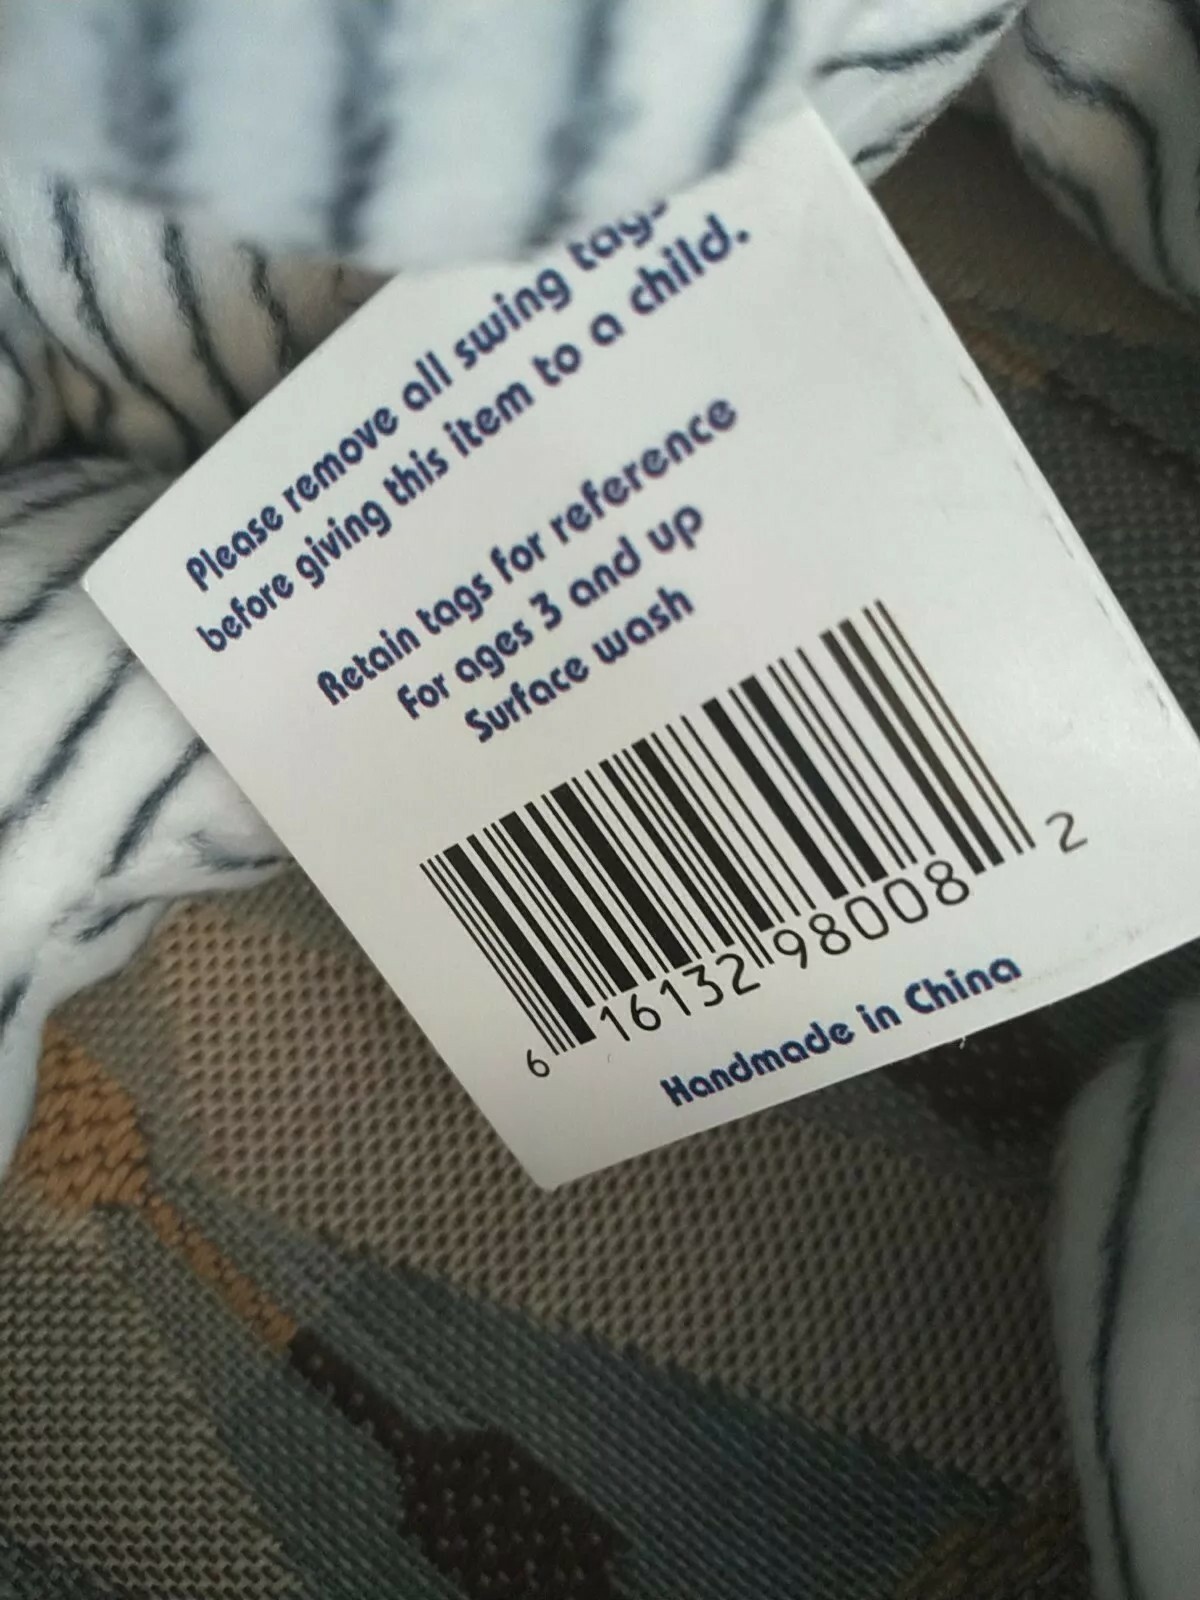 Please remove all swing tags
before giving this item to a child.
Retain tags for reference
For ages 3 and up
Surface wash
6 16132 98008 2
Handmade in China